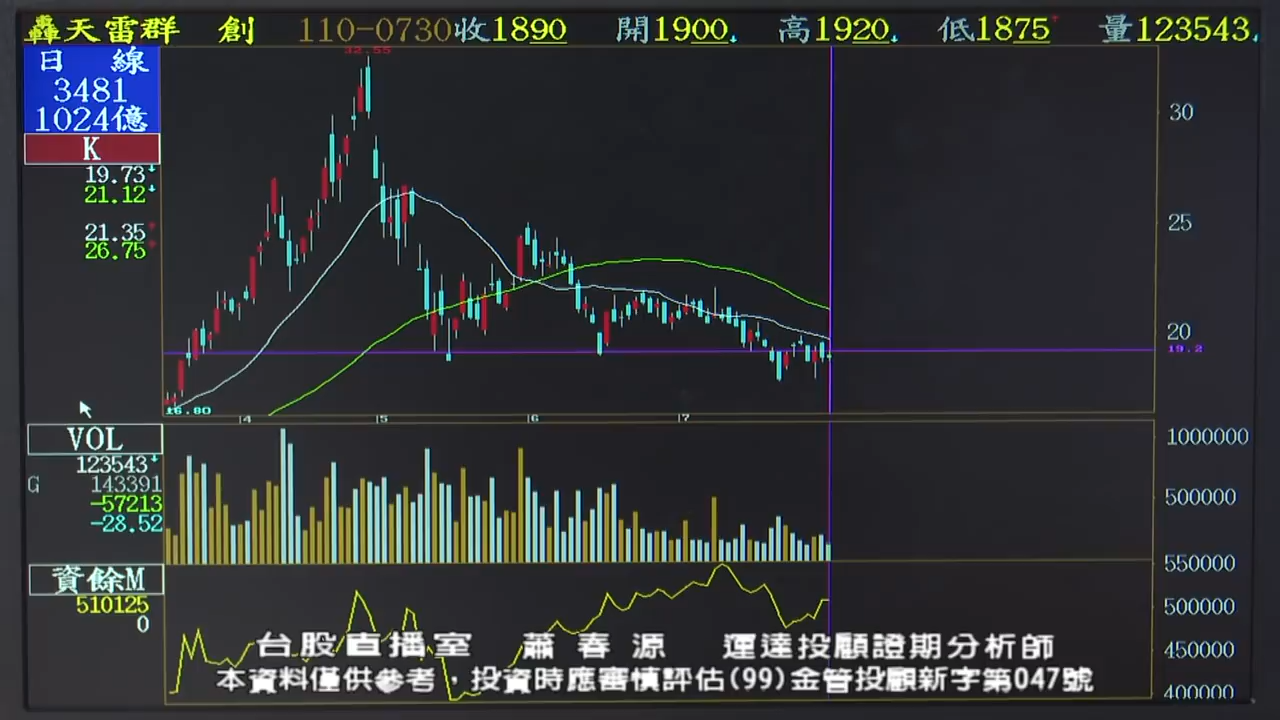 轟天雷群 創 110-0730收1890 開1900 高1920 低1875 量123543
日 線
3481
1024億
K
19.73
21.12
21.35
26.75
32.55
30
25
20
19.2
16.80
4 5 6 7
VOL
123543
G 143391
-57213
-28.52
1000000
500000
資餘M
510125
0
550000
500000
450000
400000
台股直播室 蕭春源 運達投顧證期分析師
本資料僅供參考，投資時應審慎評估(99)金管投顧新字第047號